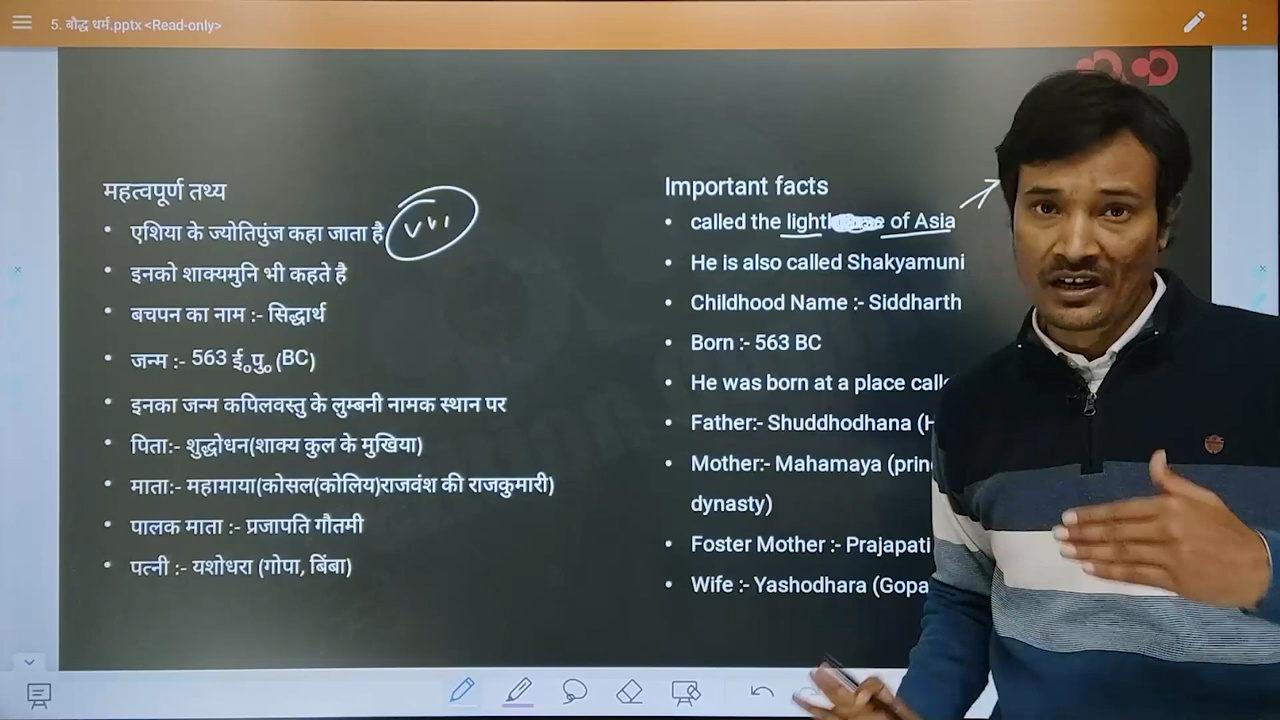 5. बौद्ध धर्म.pptx <Read-only>
महत्वपूर्ण तथ्य
• एशिया के ज्योतिपुंज कहा जाता है
vvı
• इनको शाक्यमुनि भी कहते है
• बचपन का नाम :- सिद्धार्थ
• जन्म :- 563 ई०पु० (BC)
• इनका जन्म कपिलवस्तु के लुम्बनी नामक स्थान पर
• पिता:- शुद्धोधन(शाक्य कुल के मुखिया)
• माता:- महामाया(कोसल(कोलिय)राजवंश की राजकुमारी)
• पालक माता :- प्रजापति गौतमी
• पत्नी :- यशोधरा (गोपा, बिंबा)
Important facts
• called the light of Asia
• He is also called Shakyamuni
• Childhood Name :- Siddharth
• Born :- 563 BC
• He was born at a place
• Father:- Shuddhodhana
• Mother:- Mahamaya
dynasty)
• Foster Mother :- Prajapati
• Wife :- Yashodhara (Gopa